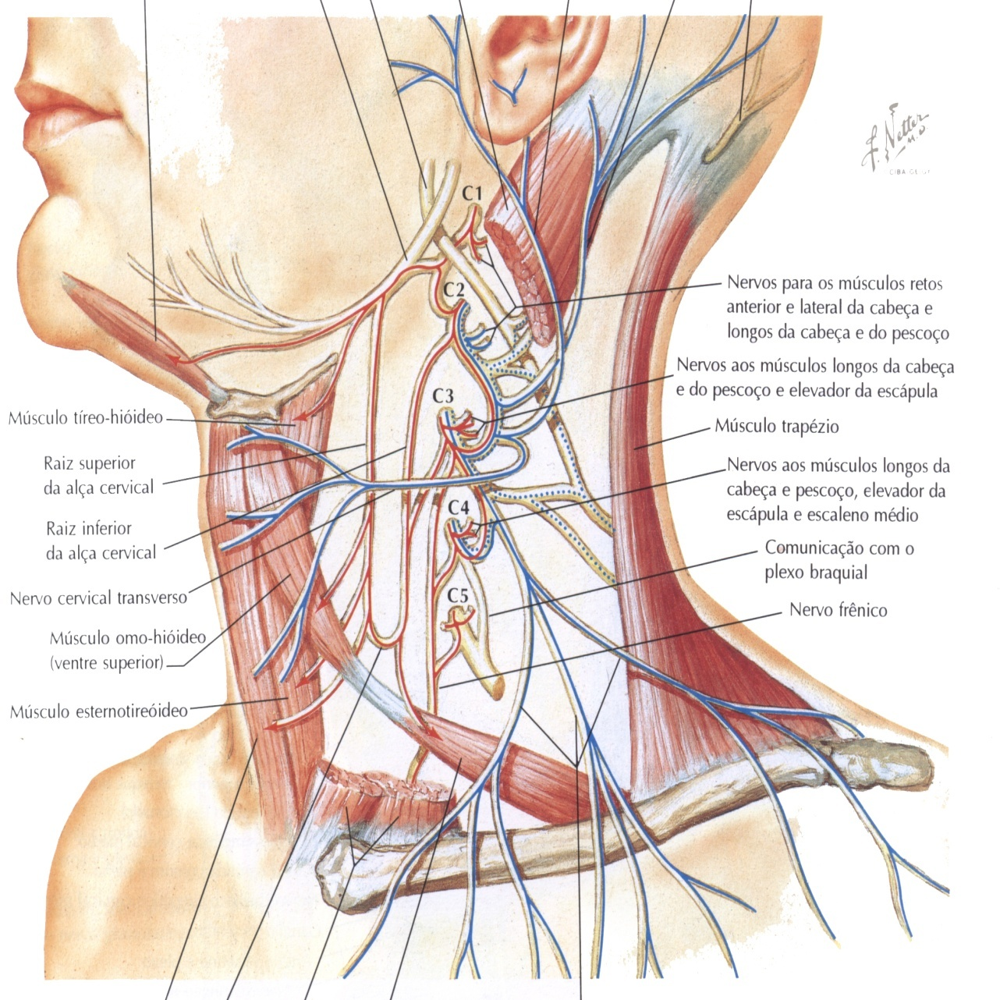 F. Netter
M.D.
C1
C2
C3
C4
C5
Nervos para os músculos retos
anterior e lateral da cabeça e
longos da cabeça e do pescoço
Nervos aos músculos longos da cabeça
e do pescoço e elevador da escápula
Músculo trapézio
Nervos aos músculos longos da
cabeça e pescoço, elevador da
escápula e escaleno médio
Comunicação com o
plexo braquial
Nervo frênico
Músculo tíreo-hióideo
Raiz superior
da alça cervical
Raiz inferior
da alça cervical
Nervo cervical transverso
Músculo omo-hióideo
(ventre superior)
Músculo esternotireóideo